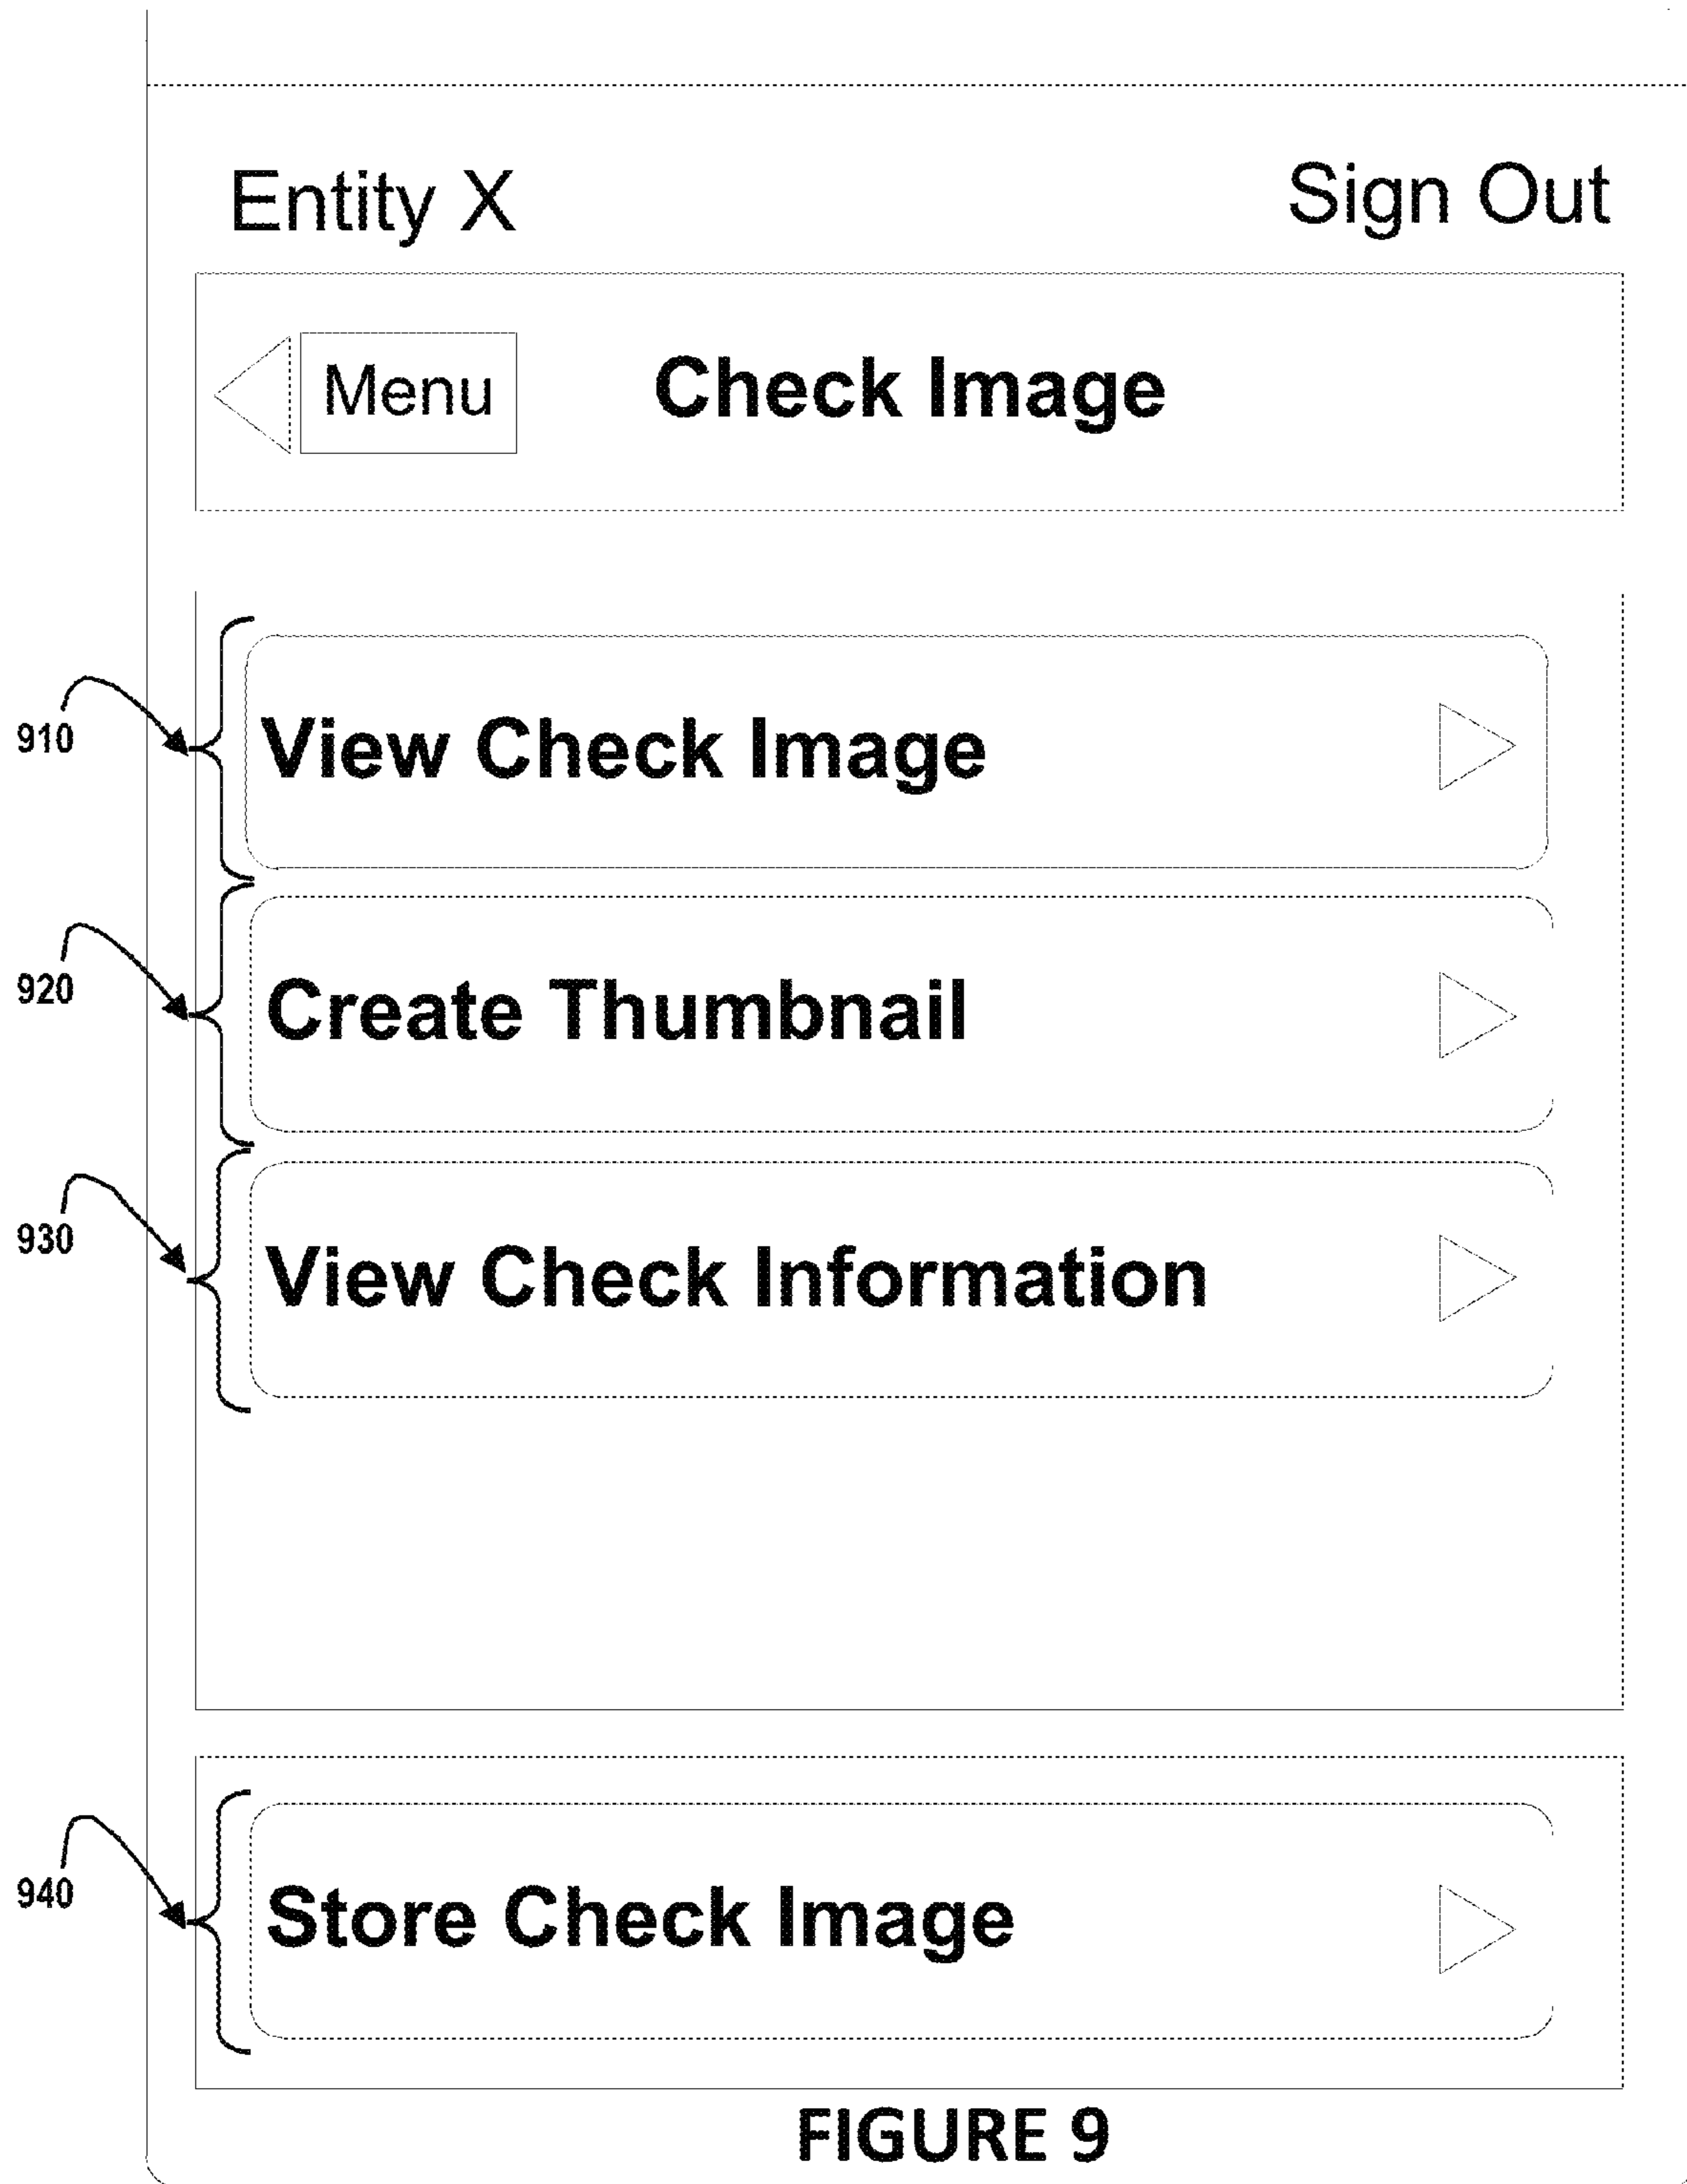 Entity X Sign Out
Menu Check Image
910 View Check Image
920 Create Thumbnail
930 View Check Information
940 Store Check Image
FIGURE 9